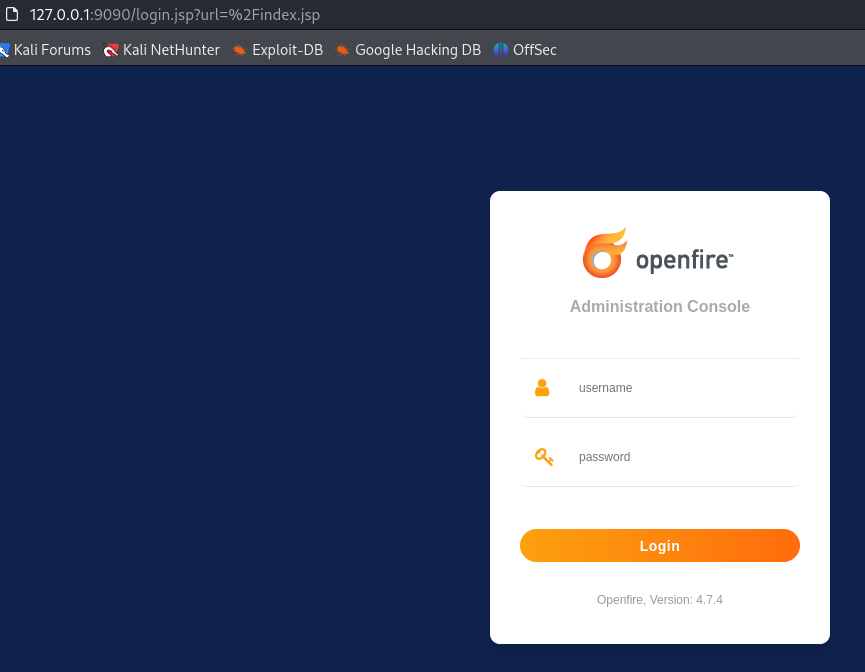 127.0.0.1:9090/login.jsp?url=%2Findex.jsp
Kali Forums Kali NetHunter Exploit-DB Google Hacking DB OffSec
openfire™
Administration Console
username
password
Login
Openfire, Version: 4.7.4